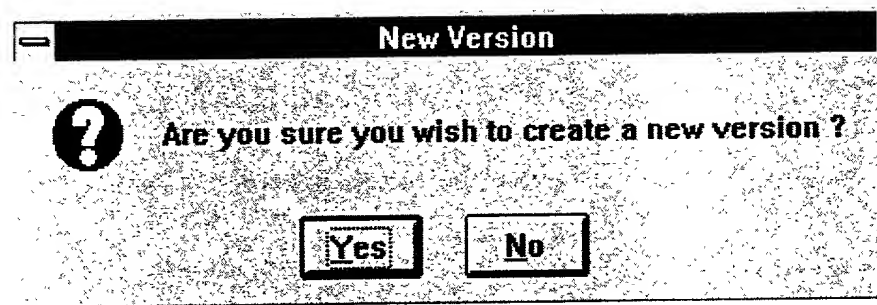 New Version
Are you sure you wish to create a new version ?
Yes
No